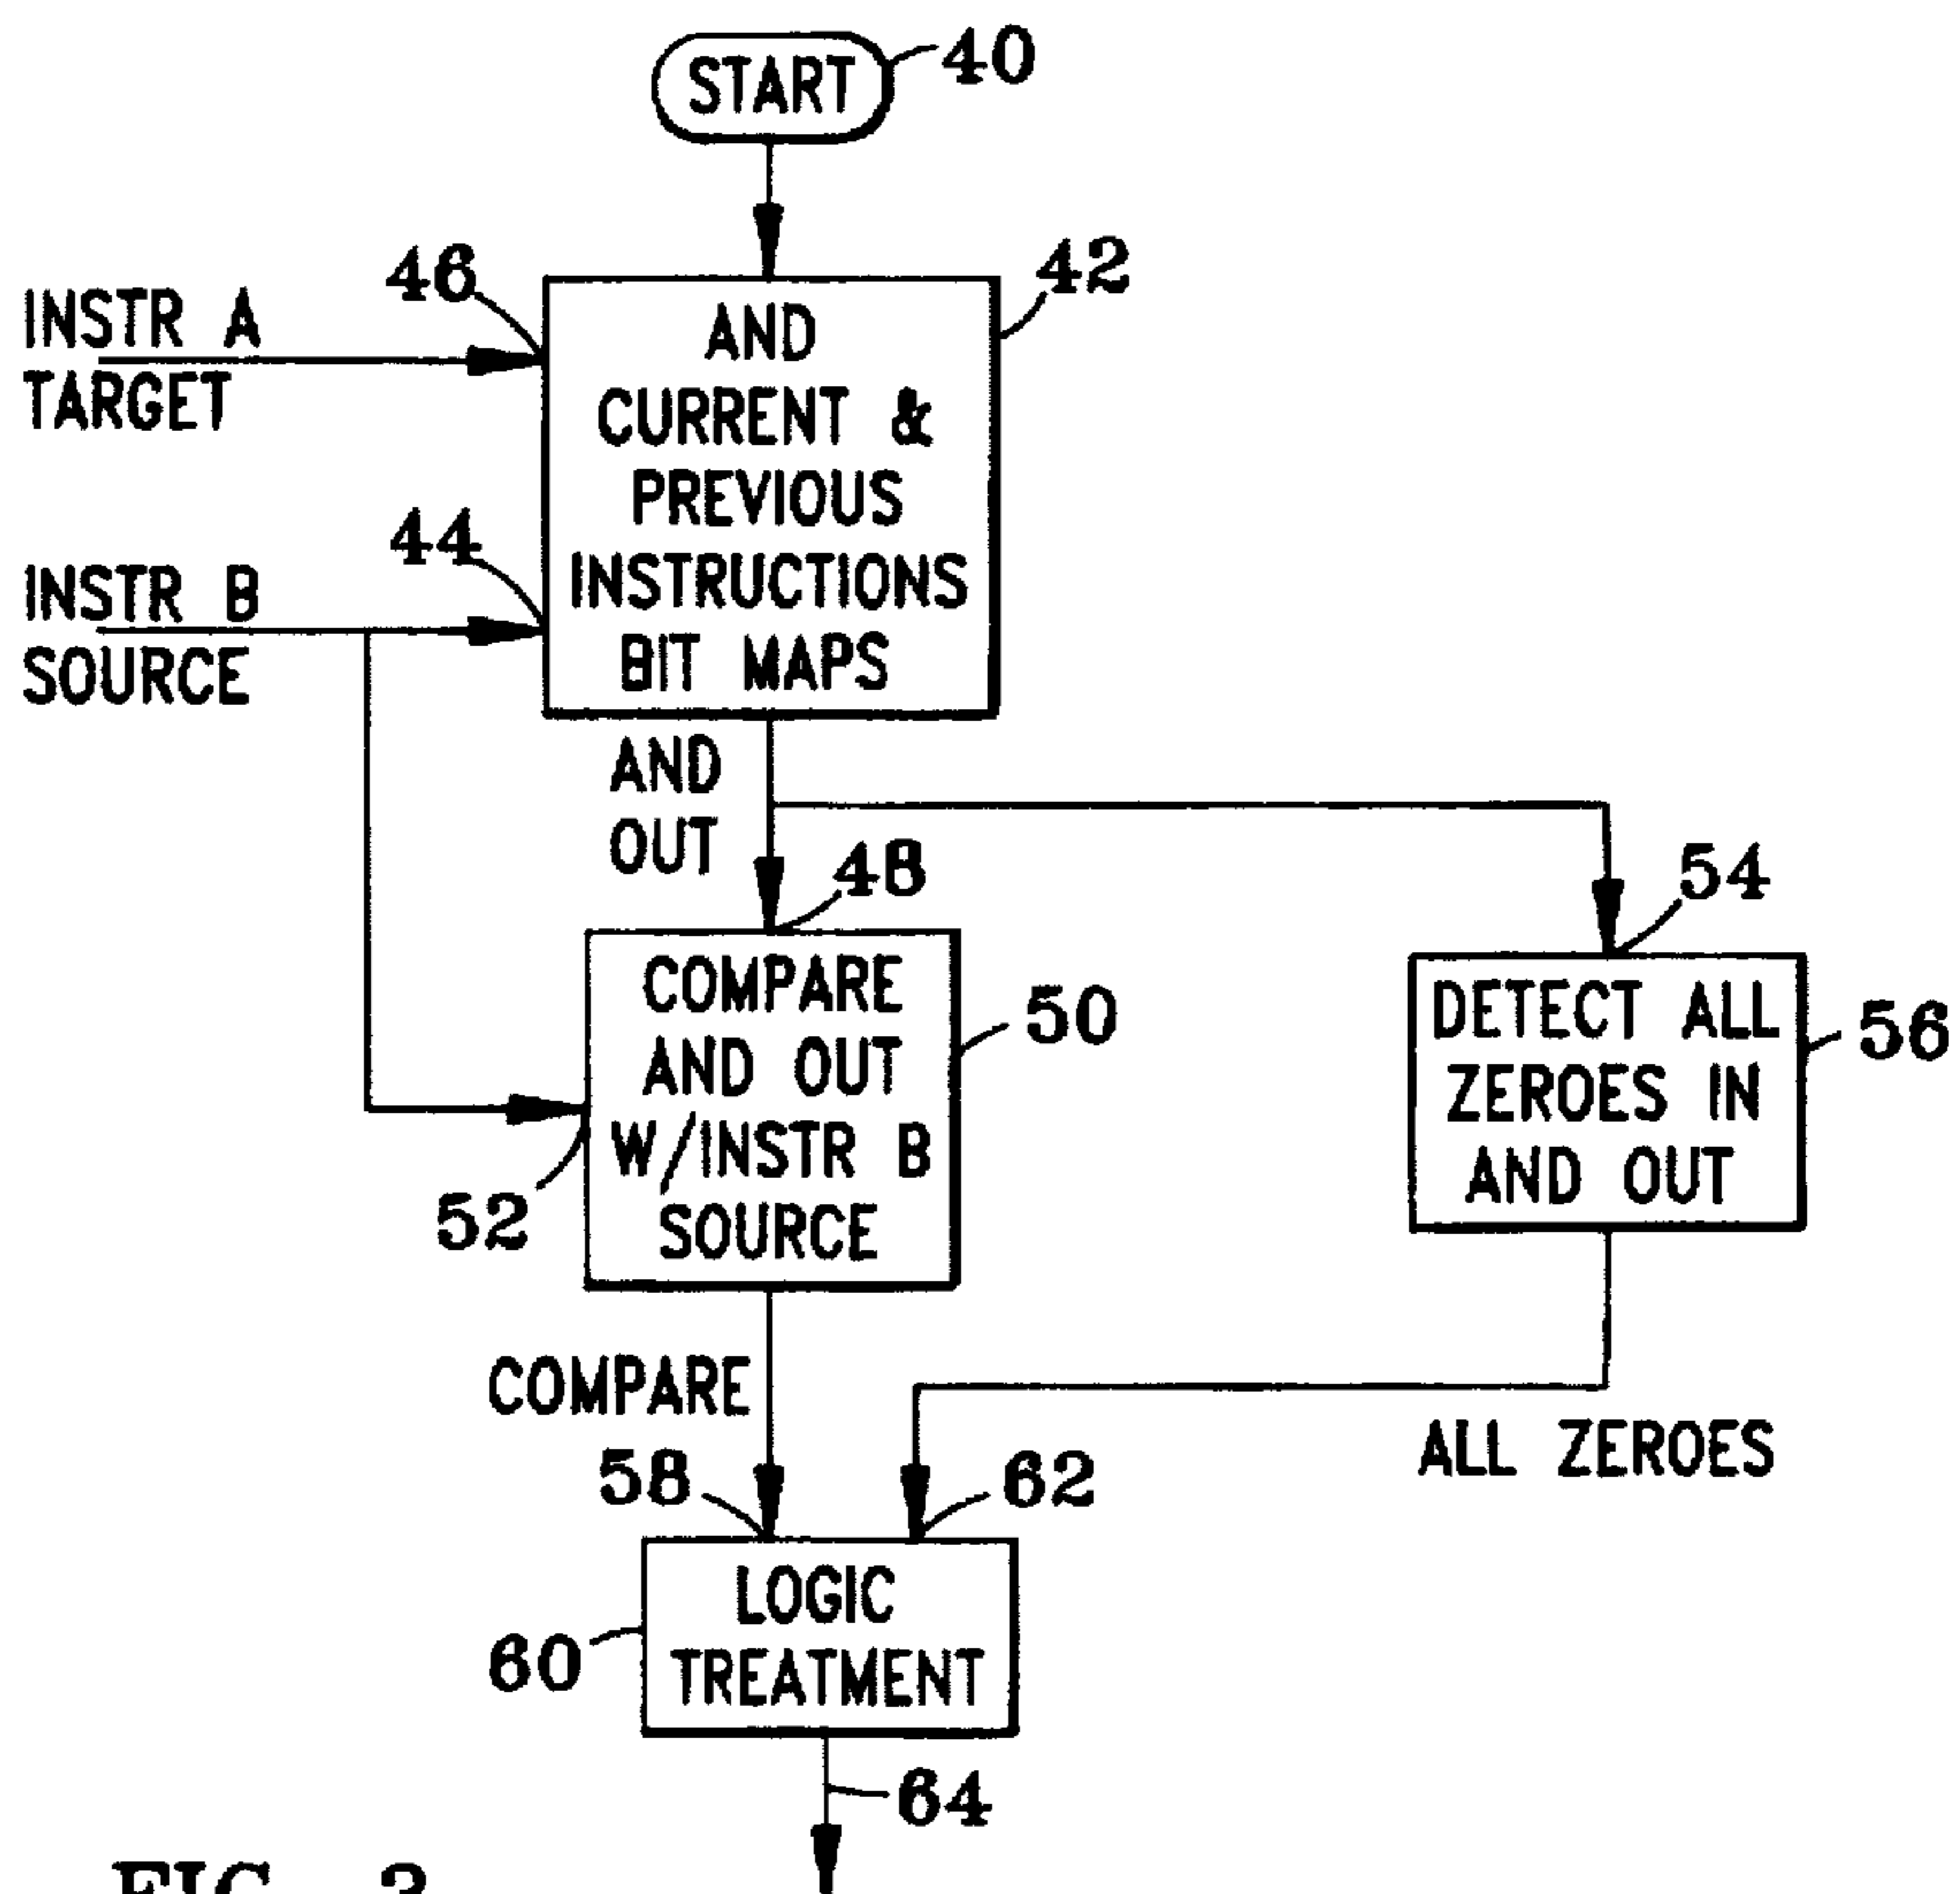 START
40
46
42
INSTR A
TARGET
AND
CURRENT &
PREVIOUS
INSTRUCTIONS
BIT MAPS
44
INSTR B
SOURCE
AND
OUT
48
54
COMPARE
AND OUT
W/INSTR B
SOURCE
50
52
DETECT ALL
ZEROES IN
AND OUT
56
COMPARE
58
62
ALL ZEROES
LOGIC
TREATMENT
60
64